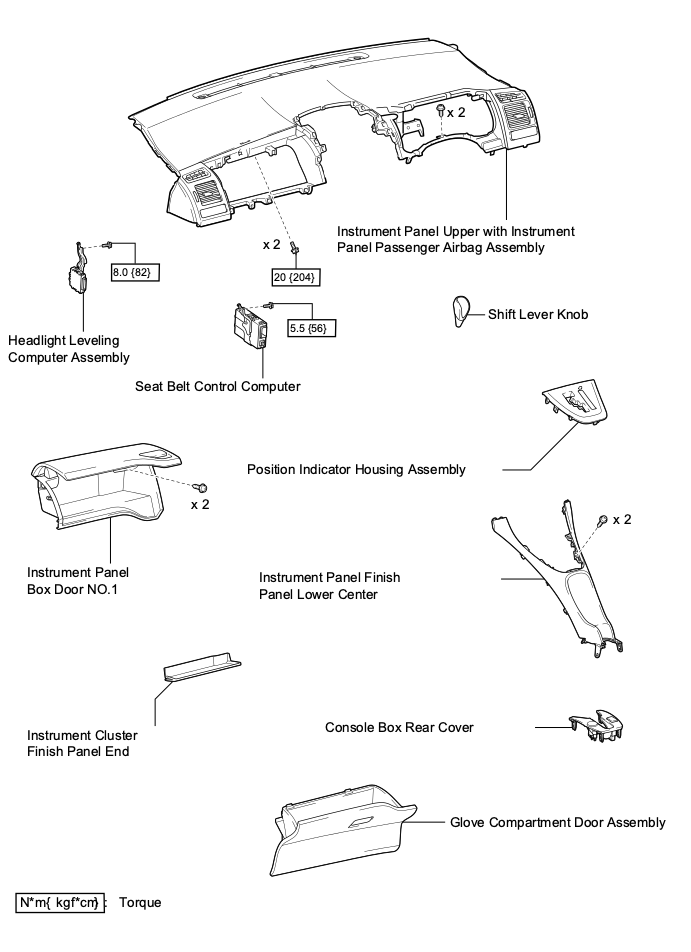 x 2
Instrument Panel Upper with Instrument
Panel Passenger Airbag Assembly
x 2
8.0 {82}
20 {204}
Shift Lever Knob
5.5 {56}
Headlight Leveling
Computer Assembly
Seat Belt Control Computer
Position Indicator Housing Assembly
x 2
x 2
Instrument Panel
Box Door NO.1
Instrument Panel Finish
Panel Lower Center
Instrument Cluster
Finish Panel End
Console Box Rear Cover
Glove Compartment Door Assembly
N*m{ kgf*cm} : Torque